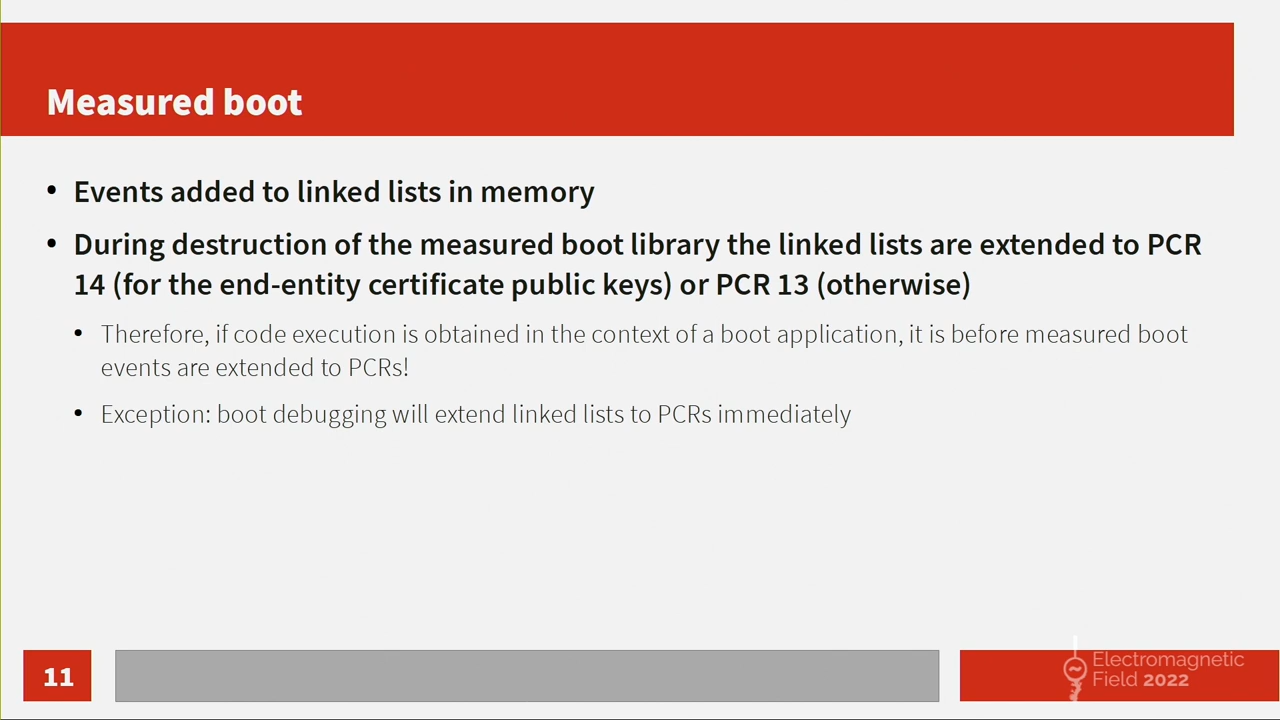 Measured boot
• Events added to linked lists in memory
• During destruction of the measured boot library the linked lists are extended to PCR
14 (for the end-entity certificate public keys) or PCR 13 (otherwise)
• Therefore, if code execution is obtained in the context of a boot application, it is before measured boot
events are extended to PCRs!
• Exception: boot debugging will extend linked lists to PCRs immediately
11
Electromagnetic
Field 2022